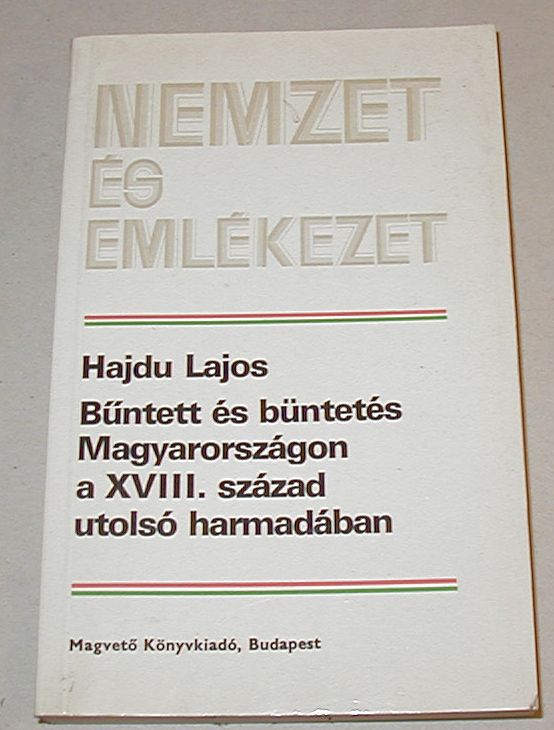 NEMZET
ÉS
EMLÉKEZET
Hajdu Lajos
Bűntett és büntetés
Magyarországon
a XVIII. század
utolsó harmadában
Magvető Könyvkiadó, Budapest